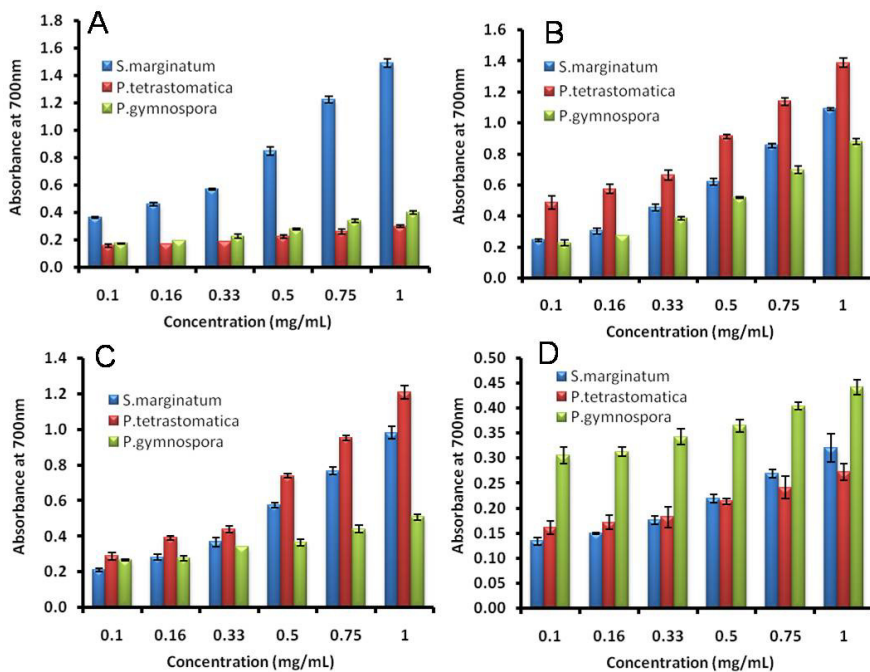 A
Absorbance at 700nm
1.8
1.6
1.4
1.2
1.0
0.8
0.6
0.4
0.2
0.0
S.marginatum
P.tetrastomatica
P.gymnospora
0.1 0.16 0.33 0.5 0.75 1
Concentration (mg/mL)
B
Absorbance at 700nm
1.6
1.4
1.2
1.0
0.8
0.6
0.4
0.2
0.0
S.marginatum
P.tetrastomatica
P.gymnospora
0.1 0.16 0.33 0.5 0.75 1
Concentration (mg/mL)
C
Absorbance at 700nm
1.4
1.2
1.0
0.8
0.6
0.4
0.2
0.0
S.marginatum
P.tetrastomatica
P.gymnospora
0.1 0.16 0.33 0.5 0.75 1
Concentration (mg/mL)
D
Absorbance at 700nm
0.50
0.45
0.40
0.35
0.30
0.25
0.20
0.15
0.10
0.05
0.00
S.marginatum
P.tetrastomatica
P.gymnospora
0.1 0.16 0.33 0.5 0.75 1
Concentration (mg/mL)